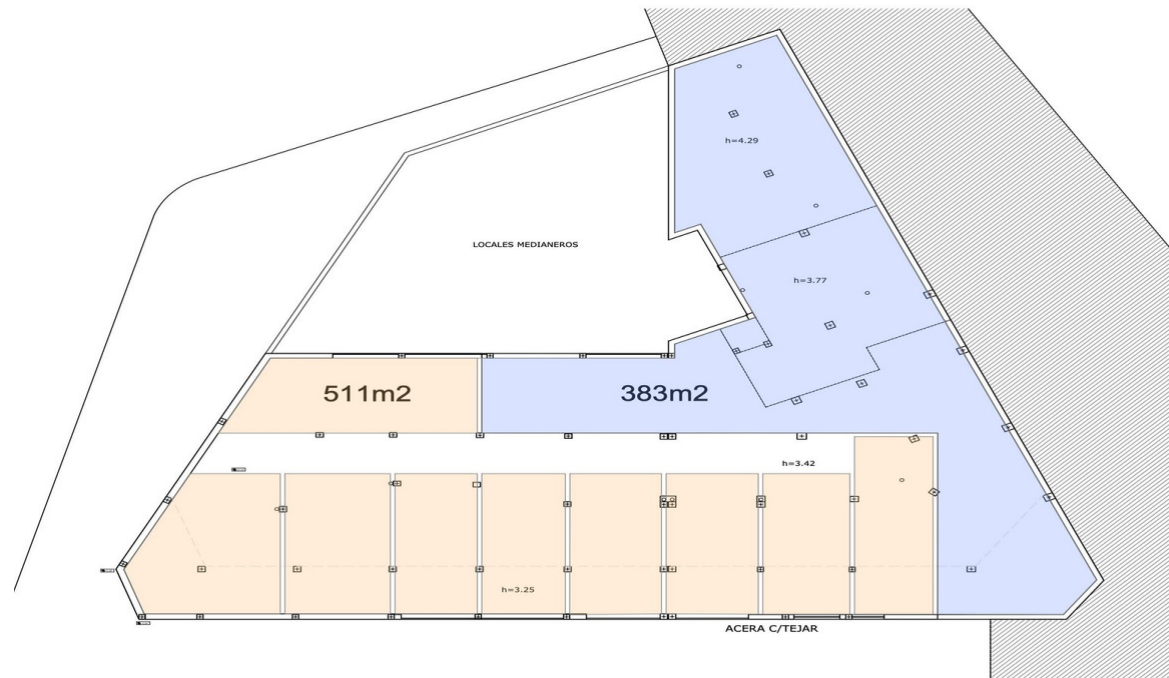 h=4.29
LOCALES MEDIANEROS
h=3.77
511m2
383m2
h=3.42
h=3.25
ACERA C/TEJAR